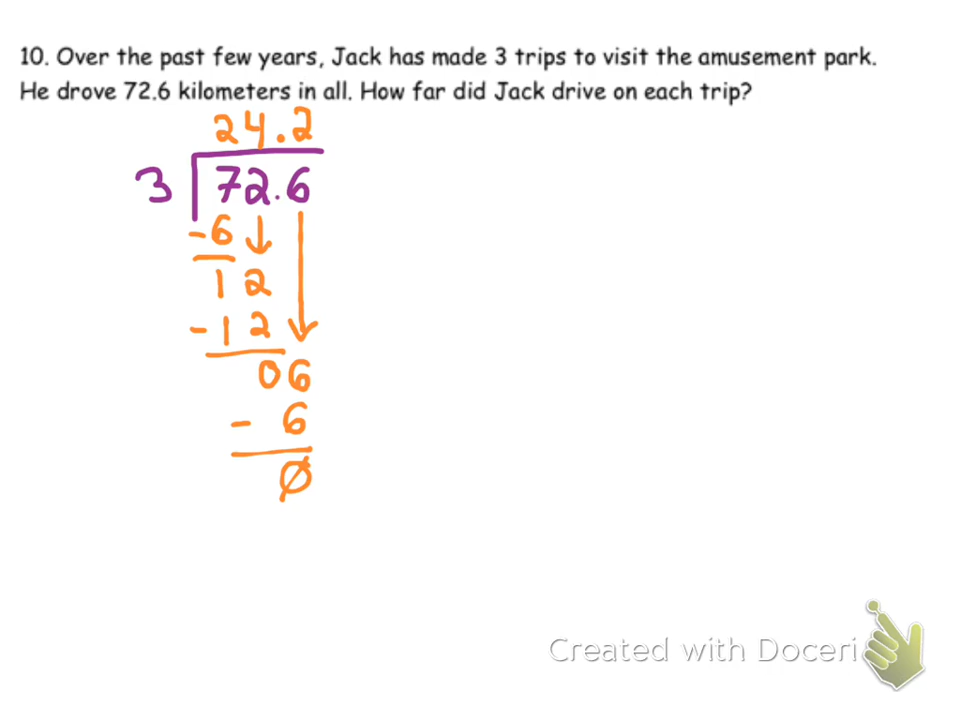 10. Over the past few years, Jack has made 3 trips to visit the amusement park.
He drove 72.6 kilometers in all. How far did Jack drive on each trip?
24.2
3 72.6
-6
12
-12
06
- 6
0
Created with Doceri